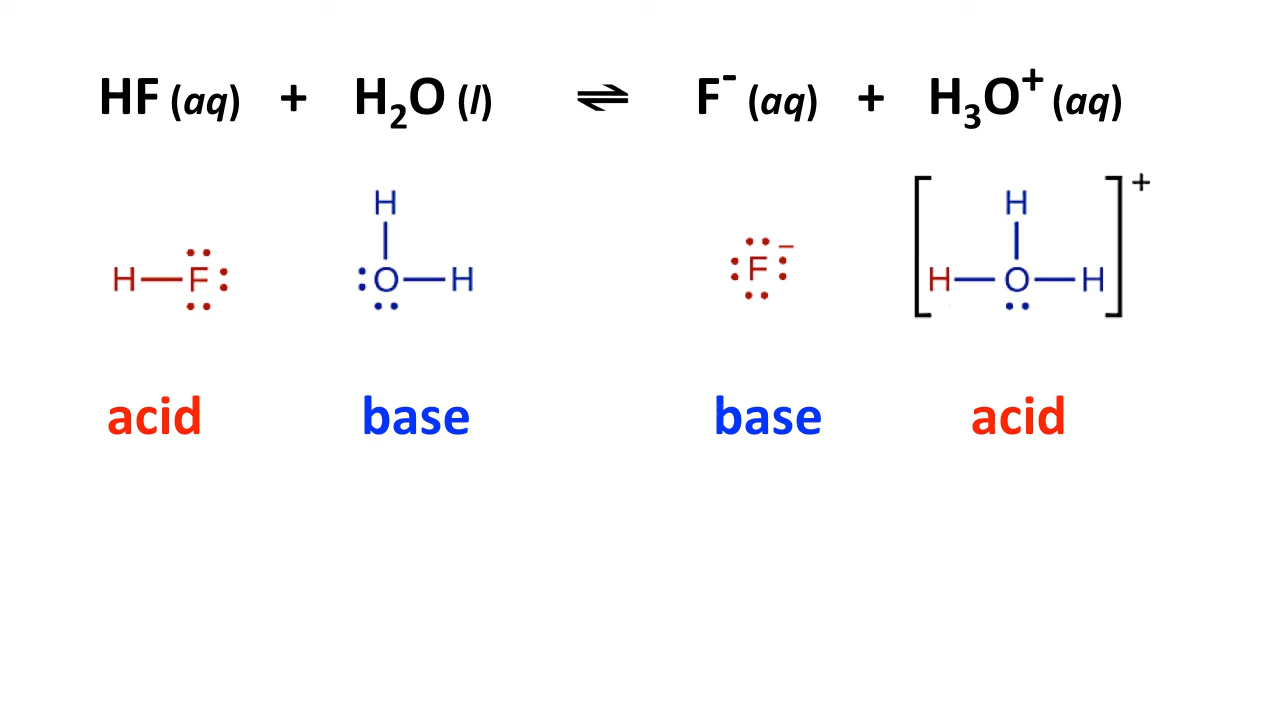 HF (aq) + H₂O (l) ⇌ F⁻ (aq) + H₃O⁺ (aq)
H
H
+
H F
O H
F −
H O H
acid base base acid